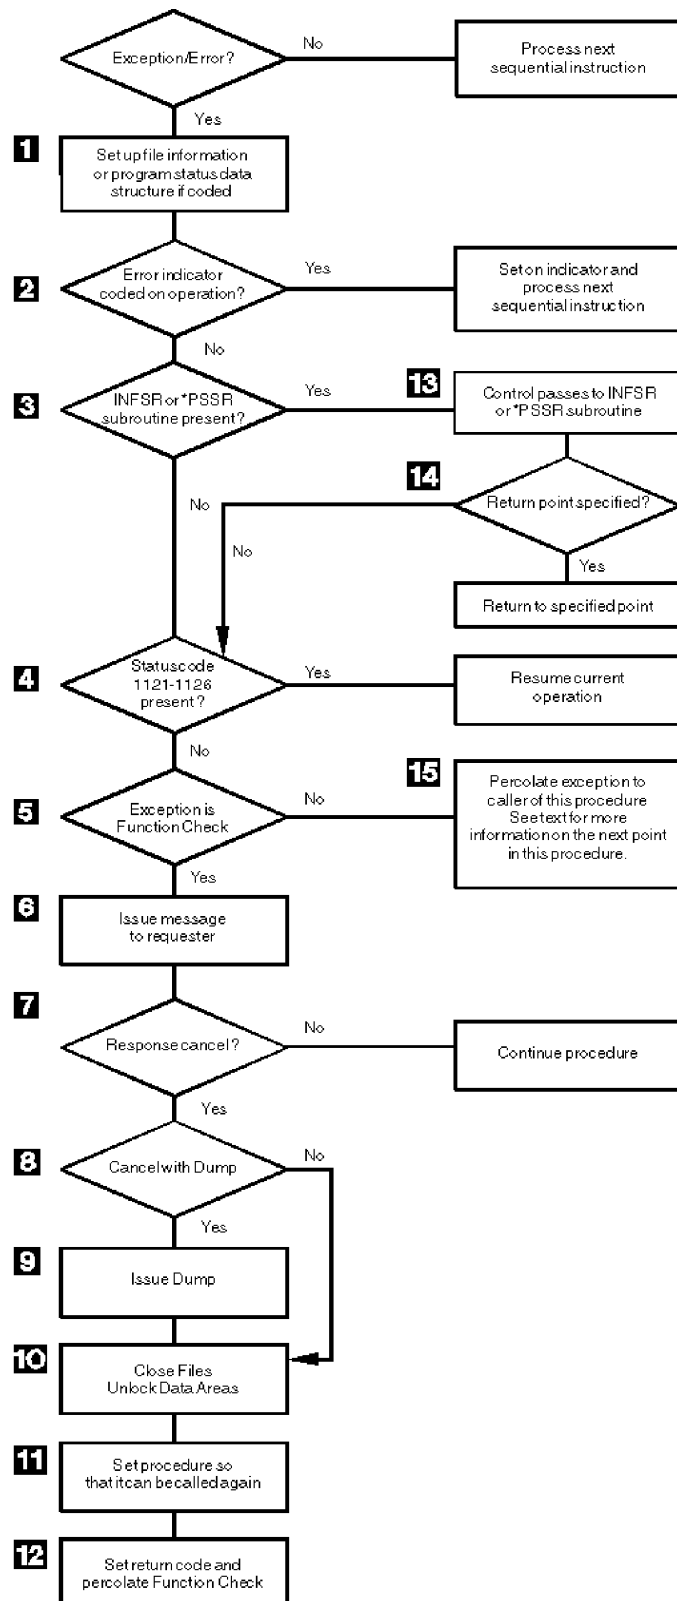 Exception/Error?
No
Process next
sequential instruction
Yes
1
Set up file information
or program status data
structure if coded
2
Error indicator
coded on operation?
Yes
Set on indicator and
process next
sequential instruction
No
3
INFSR or *PSSR
subroutine present?
Yes
13
Control passes to INFSR
or *PSSR subroutine
14
Return point specified?
No
No
Yes
Return to specified point
4
Status code
1121-1126
present?
Yes
Resume current
operation
No
5
Exception is
Function Check
No
15
Percolate exception to
caller of this procedure
See text for more
information on the next point
in this procedure.
Yes
6
Issue message
to requester
7
Response cancel?
No
Continue procedure
Yes
8
Cancel with Dump
No
Yes
9
Issue Dump
10
Close Files
Unlock Data Areas
11
Set procedure so
that it can be called again
12
Set return code and
percolate Function Check